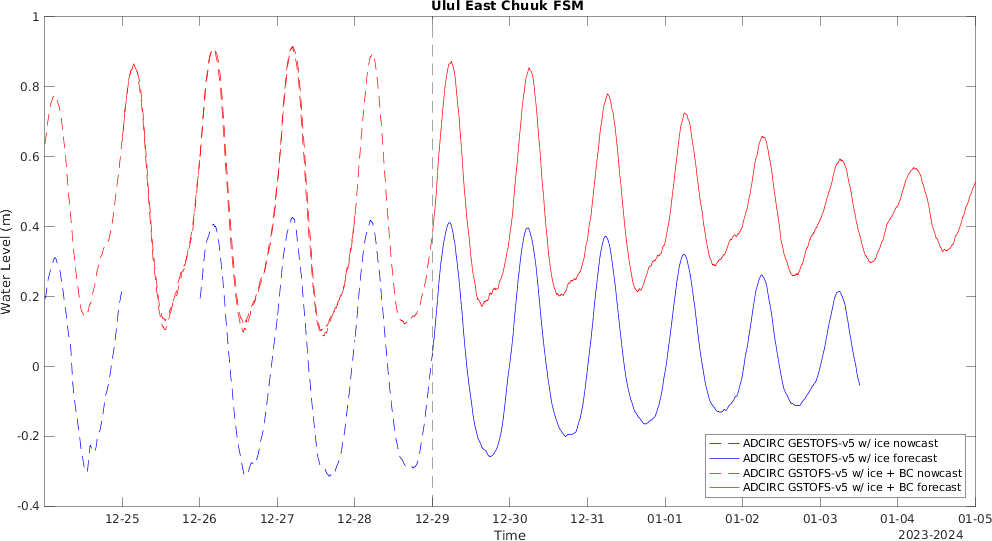 Ulul East Chuuk FSM
1
0.8
0.6
0.4
0.2
0
-0.2
-0.4
Water Level (m)
12-25 12-26 12-27 12-28 12-29 12-30 12-31 01-01 01-02 01-03 01-04 01-05
Time
2023-2024
ADCIRC GESTOFS-v5 w/ ice nowcast
ADCIRC GESTOFS-v5 w/ ice forecast
ADCIRC GSTOFS-v5 w/ ice + BC nowcast
ADCIRC GSTOFS-v5 w/ ice + BC forecast